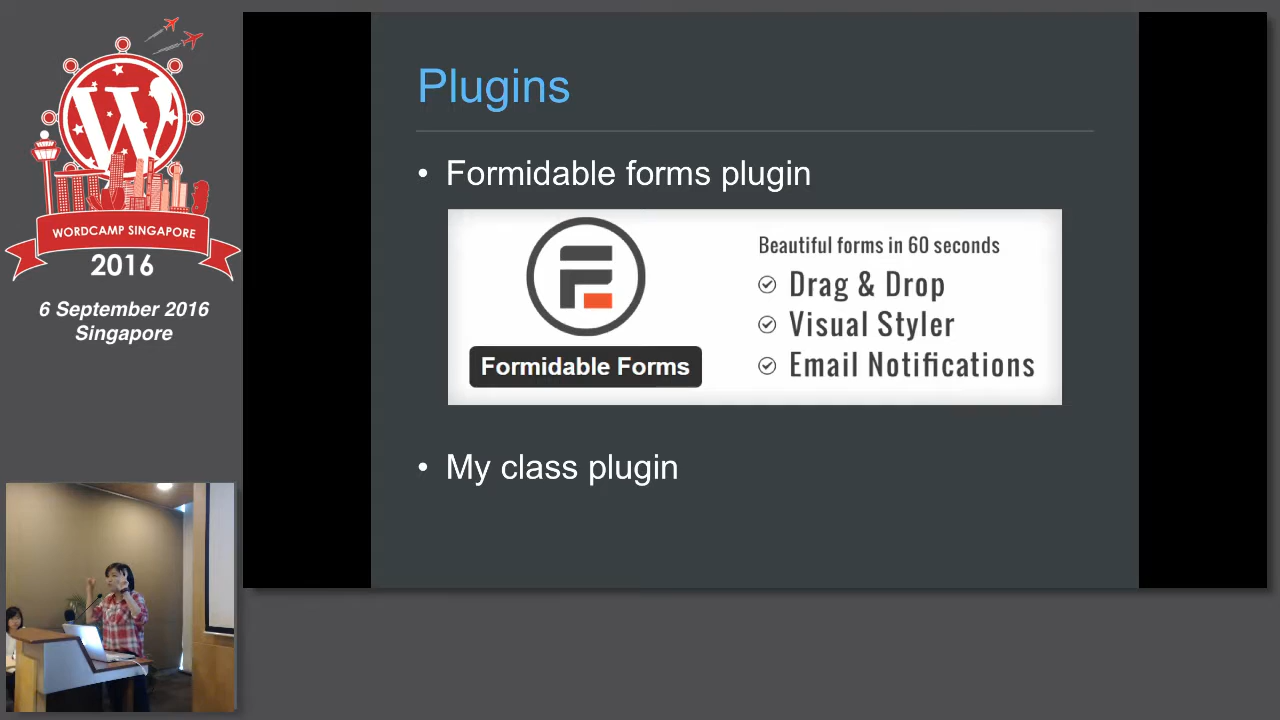 WORDCAMP SINGAPORE
2016
6 September 2016
Singapore
Plugins
• Formidable forms plugin
Formidable Forms
Beautiful forms in 60 seconds
Drag & Drop
Visual Styler
Email Notifications
• My class plugin